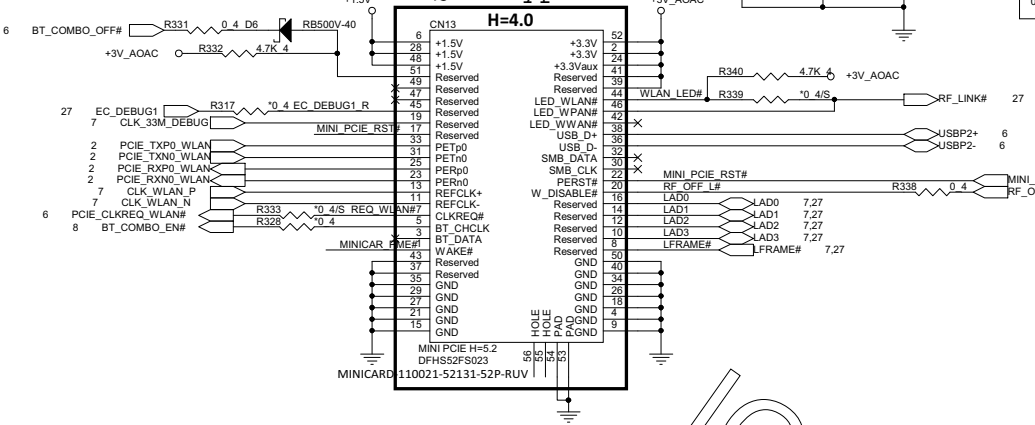 +1.5V
+3V_AOAC
CN13 H=4.0
6 BT_COMBO_OFF# R331 0_4 D6 RB500V-40
+3V_AOAC R332 4.7K_4
27 EC_DEBUG1 R317 *0_4 EC_DEBUG1_R
7 CLK_33M_DEBUG
MINI_PCIE_RST#
2 PCIE_TXP0_WLAN
2 PCIE_TXN0_WLAN
2 PCIE_RXP0_WLAN
2 PCIE_RXN0_WLAN
7 CLK_WLAN_P
7 CLK_WLAN_N
6 PCIE_CLKREQ_WLAN# R333 *0_4/S REQ_WLAN#
8 BT_COMBO_EN# R328 *0_4
6 +1.5V +3.3V 52
28 +1.5V +3.3V 2
48 +1.5V +3.3Vaux 24
51 Reserved Reserved 41
49 Reserved Reserved 39
47 Reserved LED_WLAN# 44
45 Reserved LED_WPAN# 46
19 Reserved LED_WWAN# 42
17 Reserved USB_D+ 38
33 PETp0 USB_D- 36
31 PETn0 SMB_DATA 32
25 PERp0 SMB_CLK 30
23 PERn0 PERST# 22
13 REFCLK+ W_DISABLE# 20
11 REFCLK- Reserved 16
7 CLKREQ# Reserved 14
5 BT_CHCLK Reserved 12
3 BT_DATA Reserved 10
1 WAKE# Reserved 8
43 Reserved GND 50
37 Reserved GND 40
35 GND GND 34
29 GND GND 26
27 GND GND 18
21 GND GND 4
15 GND GND 9
HOLE HOLE PAD PAD
56 55 54 53
MINI PCIE H=5.2
DFHS52FS023
MINICARD-110021-52131-52P-RUV
R340 4.7K_4 +3V_AOAC
WLAN_LED# R339 *0_4/S RF_LINK# 27
USBP2+ 6
USBP2- 6
MINI_PCIE_RST# MINI_
RF_OFF_L# R338 0_4 RF_O
LAD0 LAD0 7,27
LAD1 LAD1 7,27
LAD2 LAD2 7,27
LAD3 LAD3 7,27
LFRAME# LFRAME# 7,27